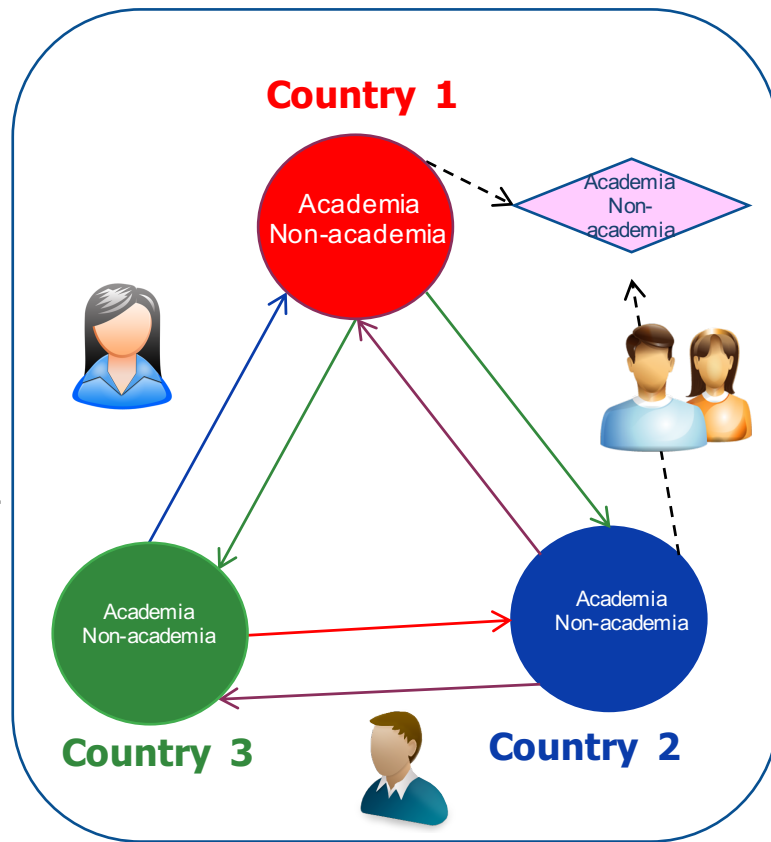 Country 1
Academia
Non-academia
Academia
Non-
academia
Academia
Non-academia
Academia
Non-academia
Country 3
Country 2